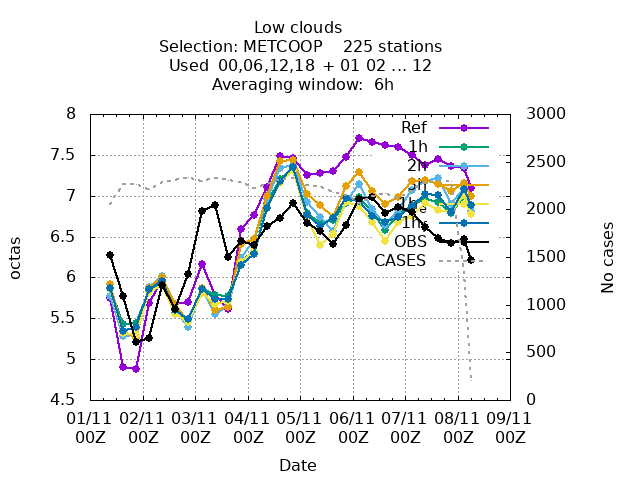 Low clouds
Selection: METCOOP 225 stations
Used 00,06,12,18 + 01 02 ... 12
Averaging window: 6h
8
7.5
7
6.5
6
5.5
5
4.5
octas
3000
2500
2000
1500
1000
500
0
No cases
Ref
1h
2h
3h
OBS
CASES
01/11 02/11 03/11 04/11 05/11 06/11 07/11 08/11 09/11
00Z 00Z 00Z 00Z 00Z 00Z 00Z 00Z 00Z
Date